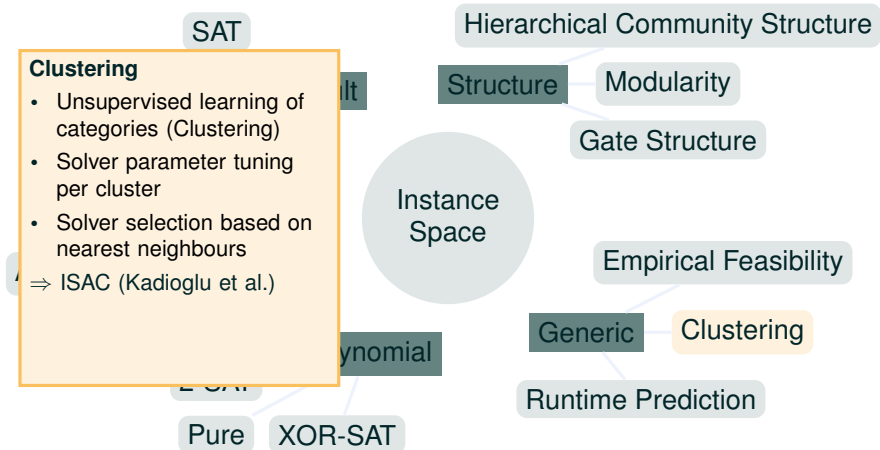 SAT
Hierarchical Community Structure
Clustering
• Unsupervised learning of
categories (Clustering)
• Solver parameter tuning
per cluster
• Solver selection based on
nearest neighbours
⇒ ISAC (Kadioglu et al.)
Structure
Modularity
Gate Structure
Instance
Space
Empirical Feasibility
Generic
Clustering
Runtime Prediction
Pure
XOR-SAT